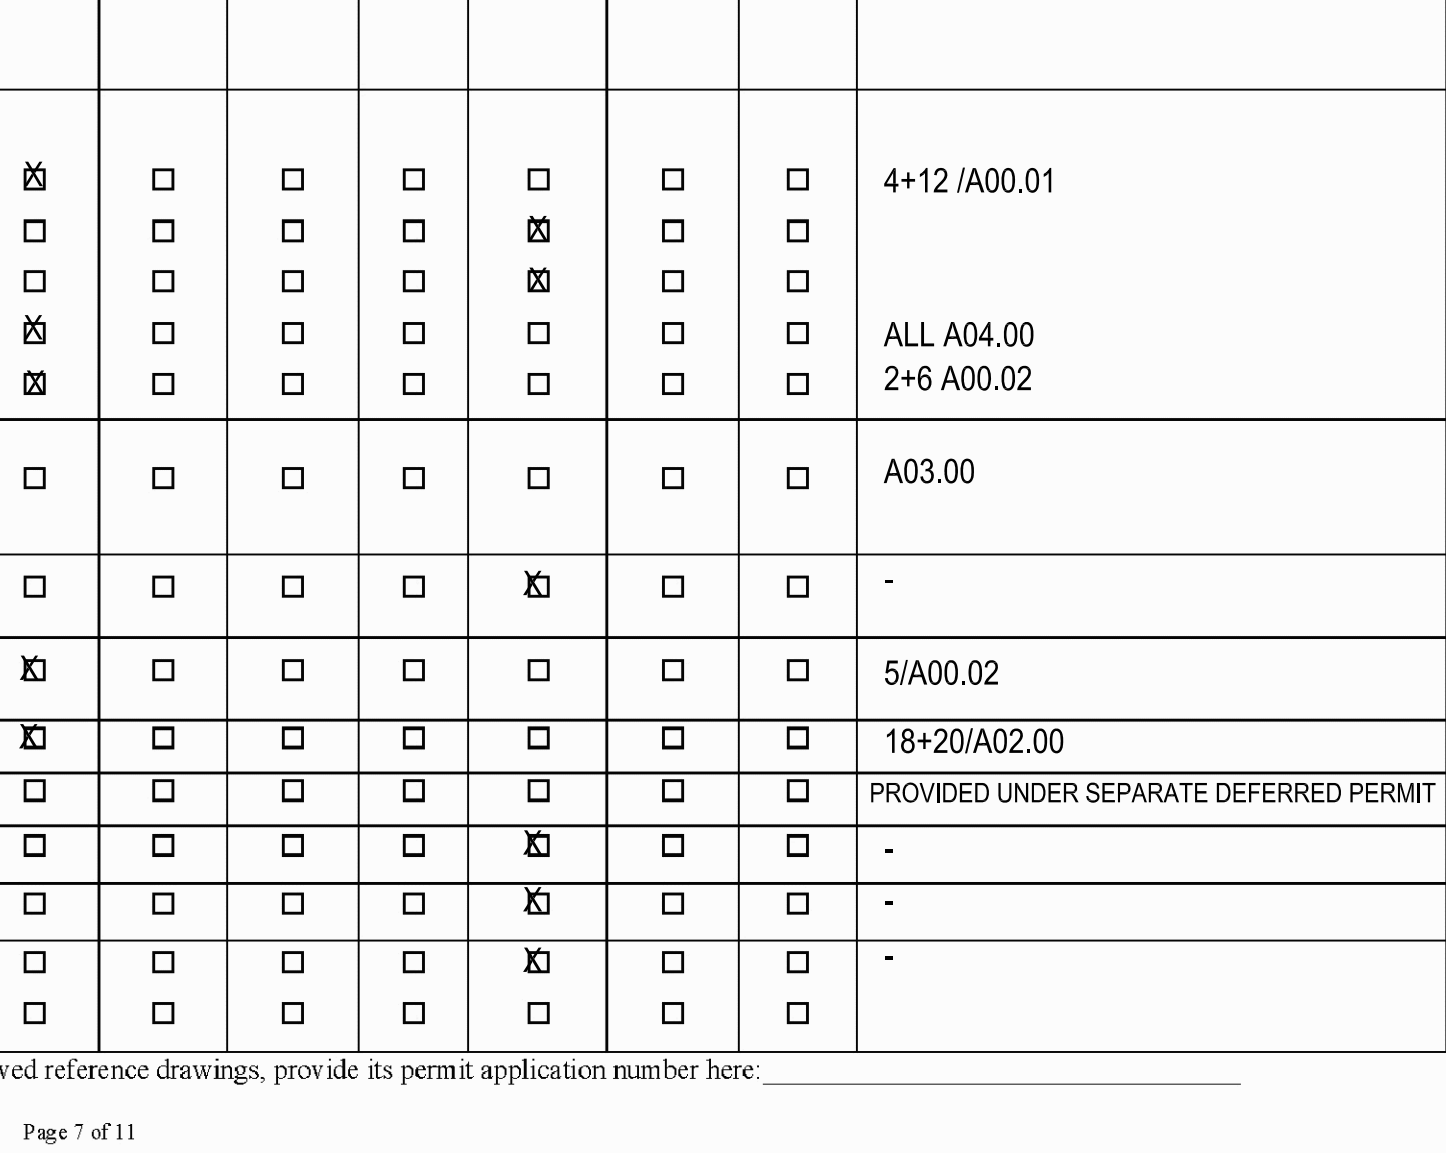 X 4+12 /A00.01
X
X
X ALL A04.00
X 2+6 A00.02
A03.00
X -
X 5/A00.02
X 18+20/A02.00
PROVIDED UNDER SEPARATE DEFERRED PERMIT
X -
X -
X -
ved reference drawings, provide its permit application number here:
Page 7 of 11